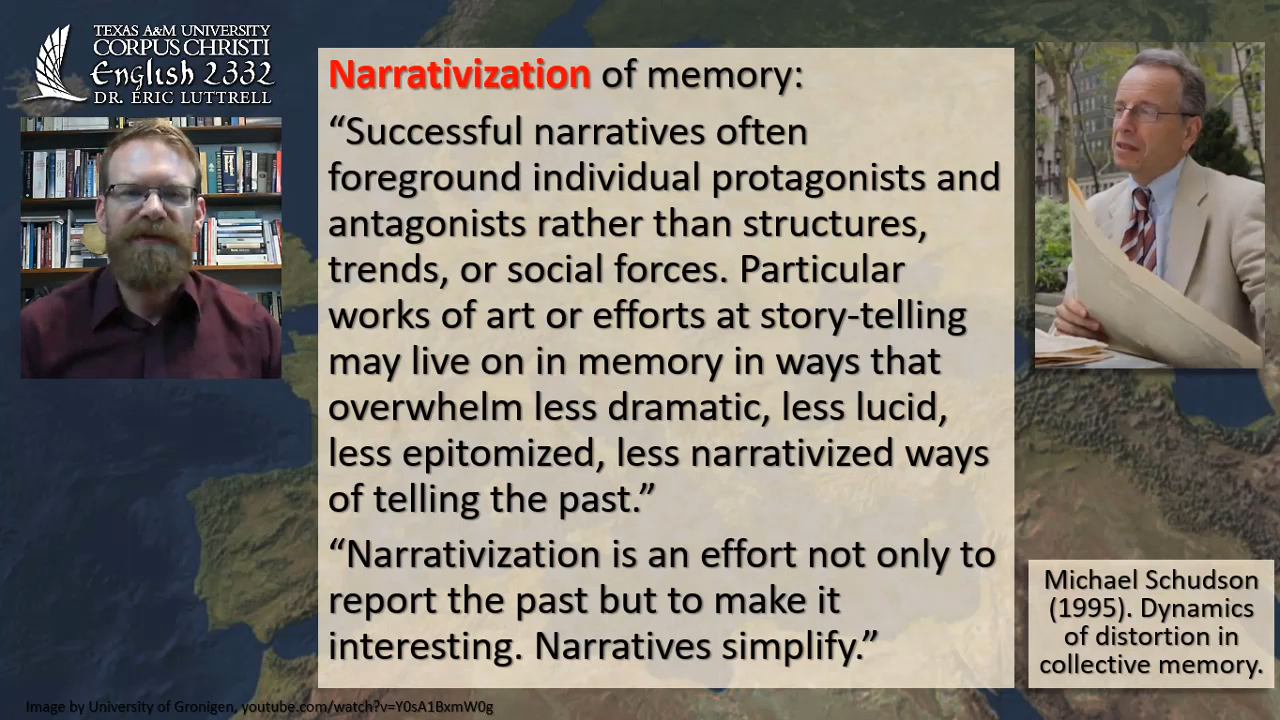 TEXAS A&M UNIVERSITY
CORPUS CHRISTI
English 2332
DR. ERIC LUTTRELL
Narrativization of memory:
“Successful narratives often
foreground individual protagonists and
antagonists rather than structures,
trends, or social forces. Particular
works of art or efforts at story-telling
may live on in memory in ways that
overwhelm less dramatic, less lucid,
less epitomized, less narrativized ways
of telling the past.”
“Narrativization is an effort not only to
report the past but to make it
interesting. Narratives simplify.”
Michael Schudson
(1995). Dynamics
of distortion in
collective memory.
Image by University of Gronigen, youtube.com/watch?v=Y0sA1BxmW0g